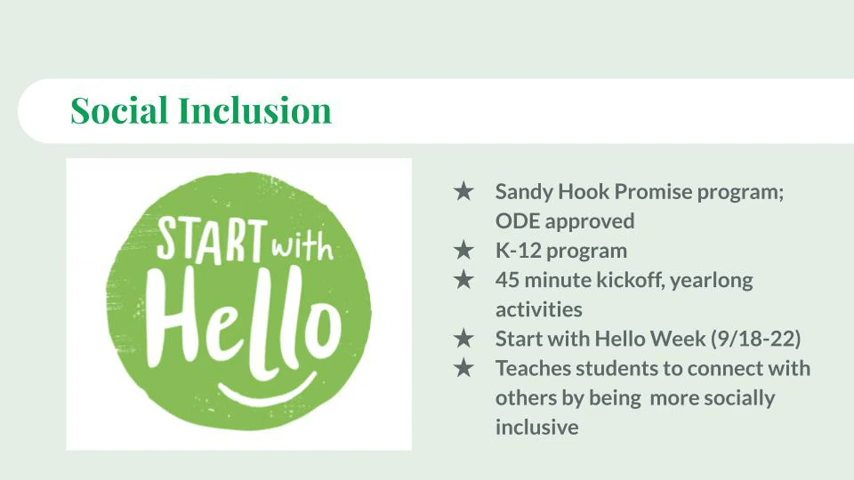 Social Inclusion
START with
Hello
★ Sandy Hook Promise program;
ODE approved
★ K-12 program
★ 45 minute kickoff, yearlong
activities
★ Start with Hello Week (9/18-22)
★ Teaches students to connect with
others by being  more socially
inclusive